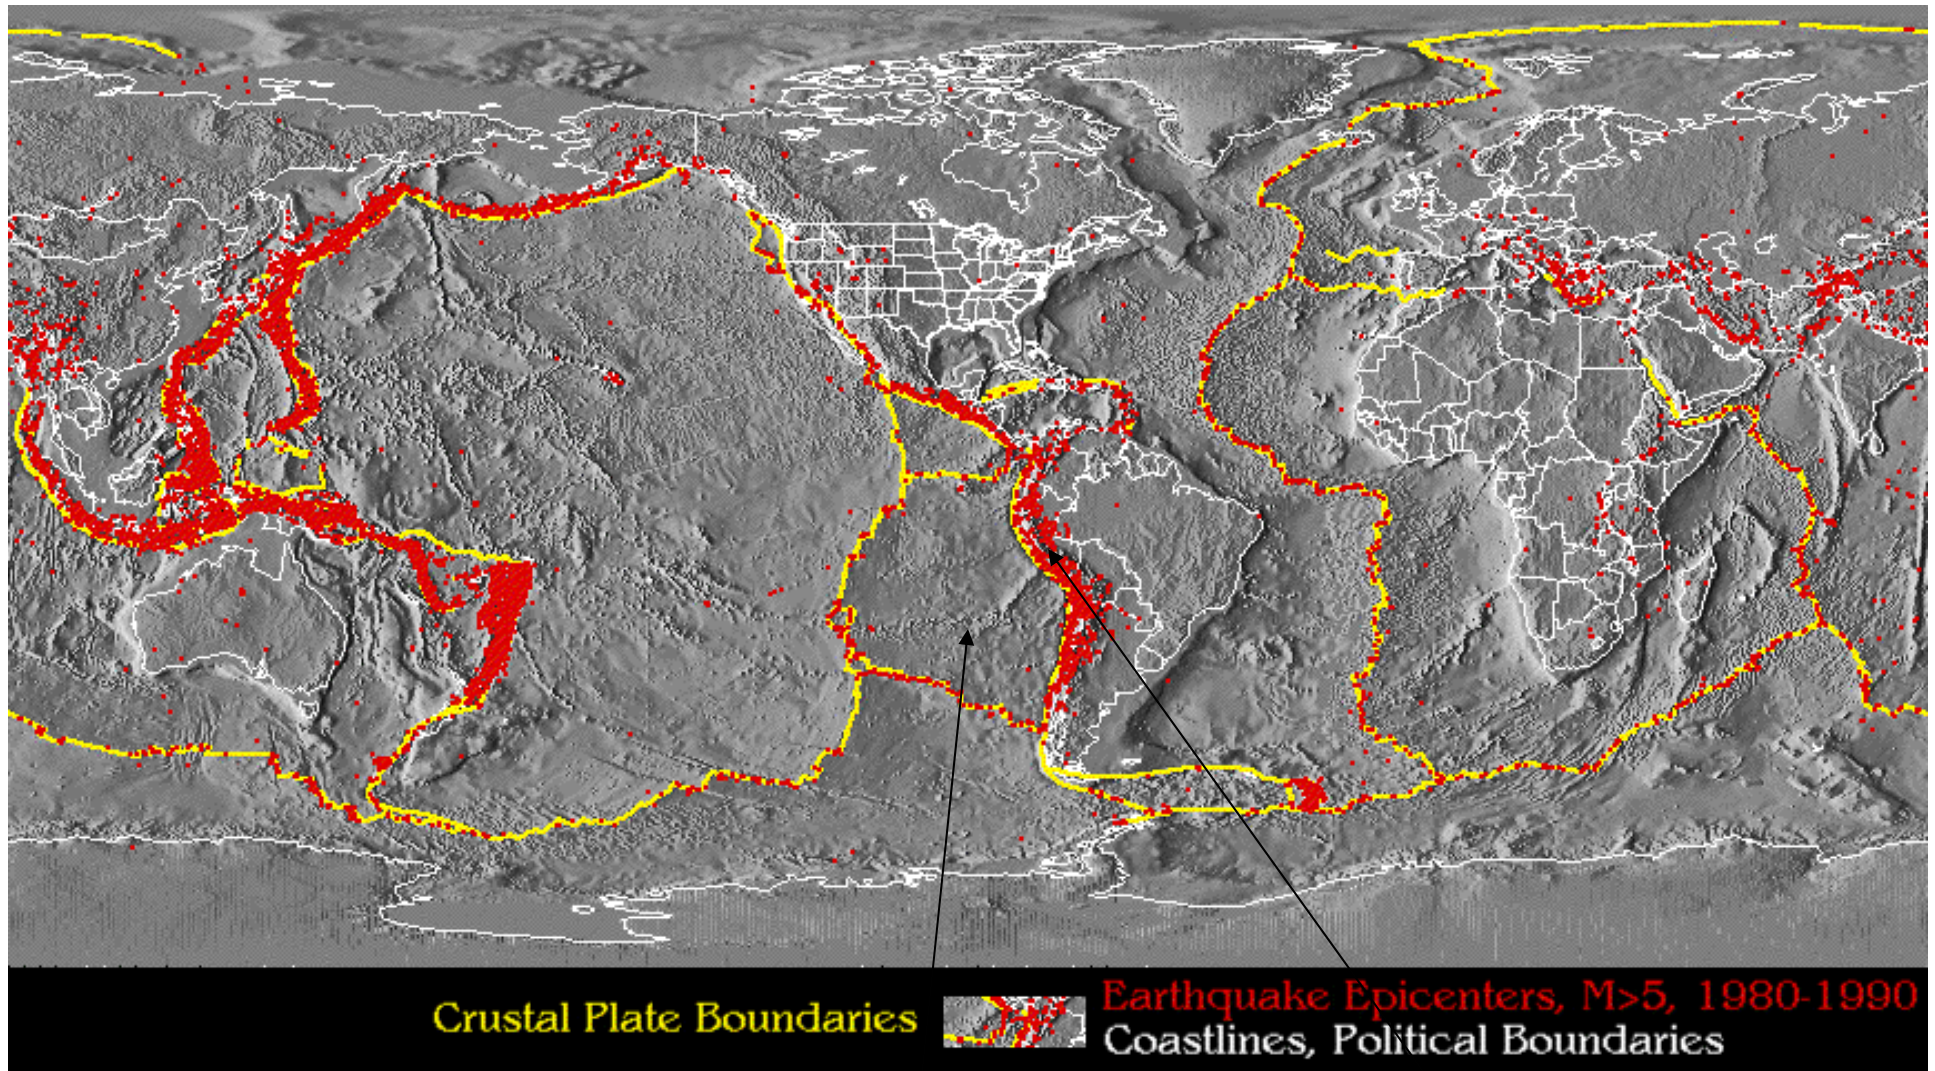 Crustal Plate Boundaries
Earthquake Epicenters, M>5, 1980-1990
Coastlines, Political Boundaries